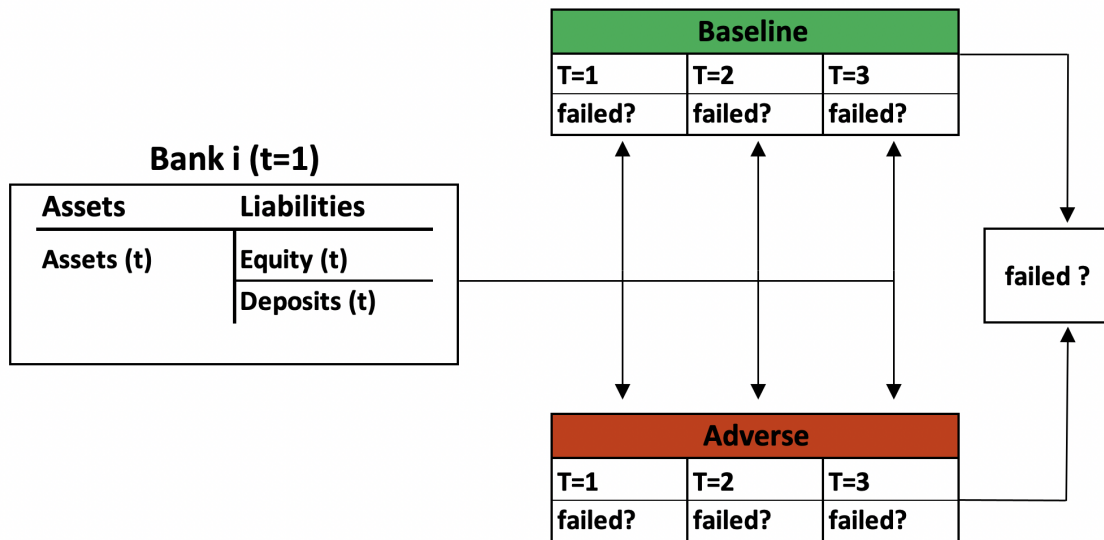 Baseline
T=1 T=2 T=3
failed? failed? failed?
Bank i (t=1)
Assets Liabilities
Assets (t) Equity (t)
Deposits (t)
failed ?
Adverse
T=1 T=2 T=3
failed? failed? failed?